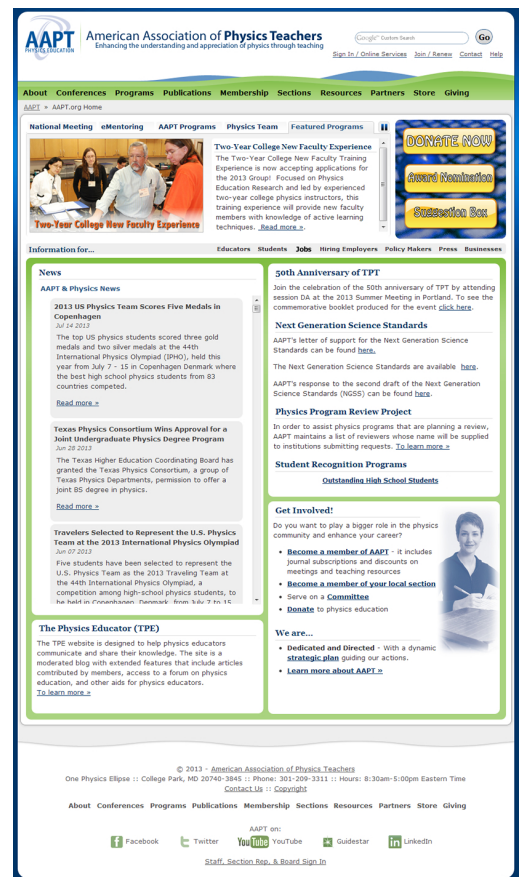 AAPT
PHYSICS EDUCATION
American Association of Physics Teachers
Enhancing the understanding and appreciation of physics through teaching
Google™ Custom Search
Go
Sign In / Online Services Join / Renew Contact Help
About Conferences Programs Publications Membership Sections Resources Partners Store Giving
AAPT » AAPT.org Home
National Meeting eMentoring AAPT Programs Physics Team Featured Programs
Two-Year College New Faculty Experience
Two-Year College New Faculty Experience
The Two-Year College New Faculty Training
Experience is now accepting applications for
the 2013 Group! Focused on Physics
Education Research and led by experienced
two-year college physics instructors, this
training experience will provide new faculty
members with knowledge of active learning
techniques. Read more ».
DONATE NOW
Award Nomination
Suggestion Box
Information for...
Educators Students Jobs Hiring Employers Policy Makers Press Businesses
News
AAPT & Physics News
2013 US Physics Team Scores Five Medals in
Copenhagen
Jul 14 2013
The top US physics students scored three gold
medals and two silver medals at the 44th
International Physics Olympiad (IPHO), held this
year from July 7 - 15 in Copenhagen Denmark where
the best high school physics students from 83
countries competed.
Read more »
Texas Physics Consortium Wins Approval for a
Joint Undergraduate Physics Degree Program
Jun 28 2013
The Texas Higher Education Coordinating Board has
granted the Texas Physics Consortium, a group of
Texas Physics Departments, permission to offer a
joint BS degree in physics.
Read more »
Travelers Selected to Represent the U.S. Physics
Team at the 2013 International Physics Olympiad
Jun 07 2013
Five students have been selected to represent the
U.S. Physics Team as the 2013 Traveling Team at
the 44th International Physics Olympiad, a
competition among high-school physics students, to
be held in Copenhagen, Denmark, from July 7 to 15
The Physics Educator (TPE)
The TPE website is designed to help physics educators
communicate and share their knowledge. The site is a
moderated blog with extended features that include articles
contributed by members, access to a forum on physics
education, and other aids for physics educators.
To learn more »
50th Anniversary of TPT
Join the celebration of the 50th anniversary of TPT by attending
session DA at the 2013 Summer Meeting in Portland. To see the
commemorative booklet produced for the event click here.
Next Generation Science Standards
AAPT's letter of support for the Next Generation Science
Standards can be found here.
The Next Generation Science Standards are available here.
AAPT's response to the second draft of the Next Generation
Science Standards (NGSS) can be found here.
Physics Program Review Project
In order to assist physics programs that are planning a review,
AAPT maintains a list of reviewers whose name will be supplied
to institutions submitting requests. To learn more »
Student Recognition Programs
Outstanding High School Students
Get Involved!
Do you want to play a bigger role in the physics
community and enhance your career?
• Become a member of AAPT - it includes
journal subscriptions and discounts on
meetings and teaching resources
• Become a member of your local section
• Serve on a Committee
• Donate to physics education
We are...
• Dedicated and Directed - With a dynamic
strategic plan guiding our actions.
• Learn more about AAPT »
© 2013 - American Association of Physics Teachers
One Physics Ellipse :: College Park, MD 20740-3845 :: Phone: 301-209-3311 :: Hours: 8:30am-5:00pm Eastern Time
Contact Us :: Copyright
About Conferences Programs Publications Membership Sections Resources Partners Store Giving
AAPT on:
f Facebook t Twitter YouTube YouTube Guidestar in LinkedIn
Staff, Section Rep, & Board Sign In